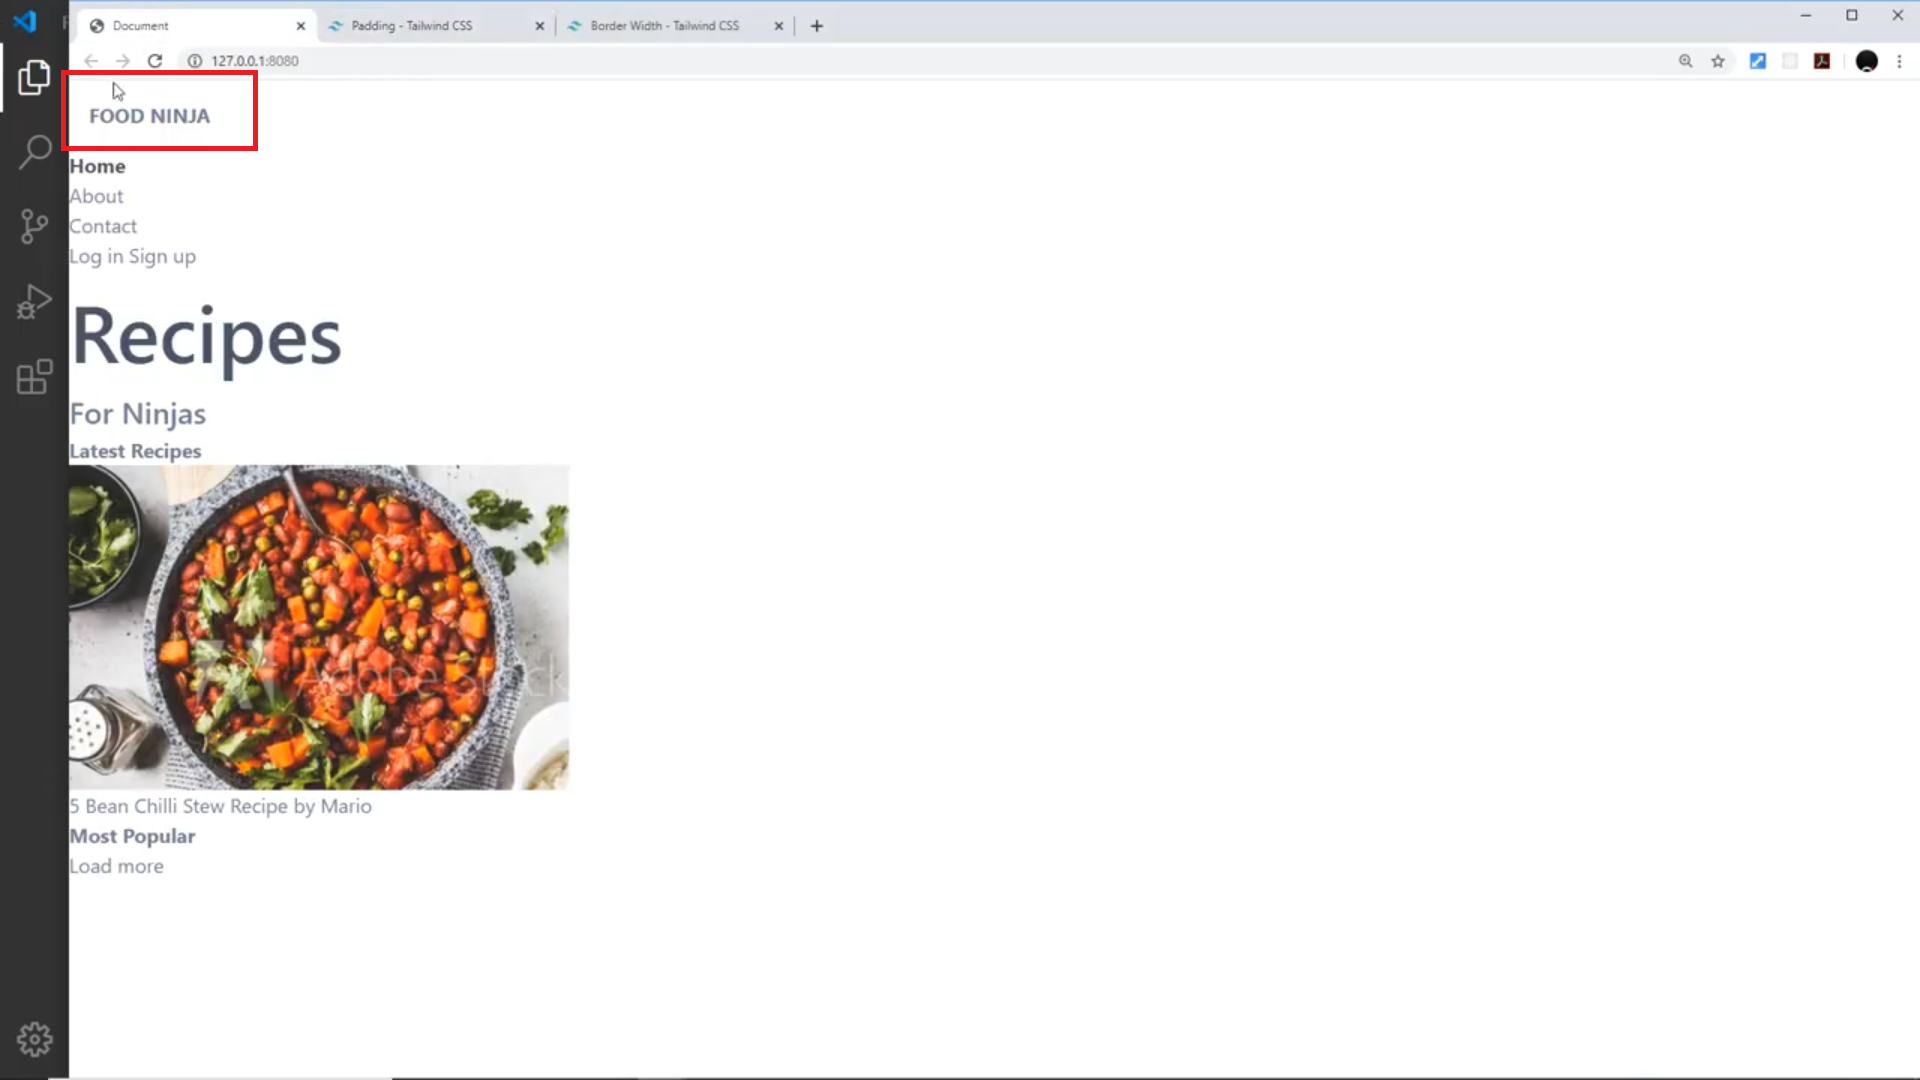 Document
Padding - Tailwind CSS
Border Width - Tailwind CSS
127.0.0.1:8080
FOOD NINJA
Home
About
Contact
Log in Sign up
Recipes
For Ninjas
Latest Recipes
Adobe Stock
5 Bean Chilli Stew Recipe by Mario
Most Popular
Load more